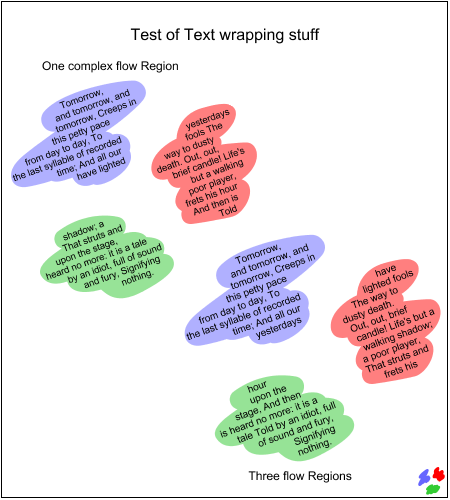 Test of Text wrapping stuff
One complex flow Region
Tomorrow,
and tomorrow, and
tomorrow, Creeps in
this petty pace
from day to day, To
the last syllable of recorded
time; And all our
have lighted
yesterdays
fools The
way to dusty
death. Out, out,
brief candle! Life's
but a walking
poor player,
frets his hour
And then is
Told
shadow; a
That struts and
upon the stage,
heard no more: it is a tale
by an idiot, full of sound
and fury, Signifying
nothing.
Tomorrow,
and tomorrow, and
tomorrow, Creeps in
this petty pace
from day to day, To
the last syllable of recorded
time; And all our
yesterdays
have
lighted fools
The way to
dusty death.
Out, out, brief
candle! Life's but a
walking shadow;
a poor player,
That struts and
frets his
hour
upon the
stage, And then
is heard no more: it is a
tale Told by an idiot, full
of sound and fury,
Signifying
nothing.
Three flow Regions